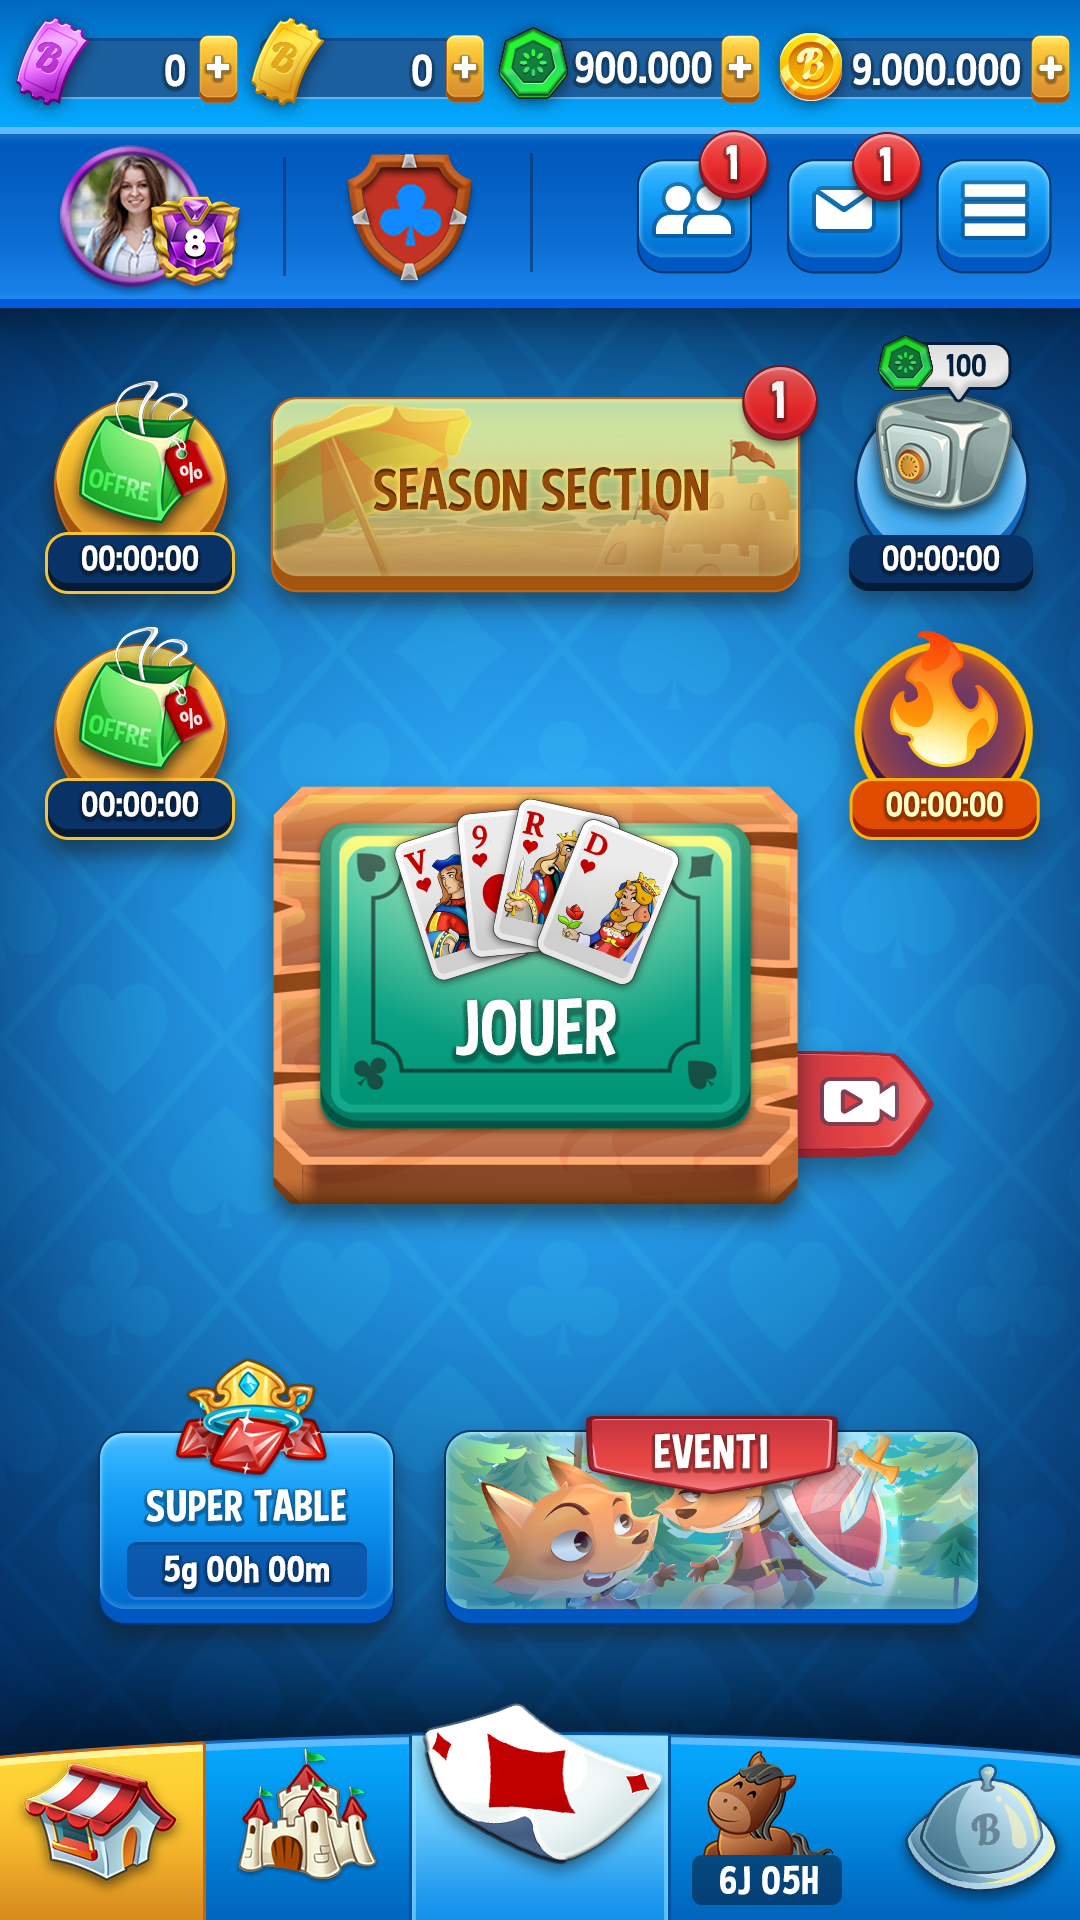 B
0
+
B
0
+
900.000
+
B
9.000.000
+
8
1
1
100
OFFRE
%
00:00:00
SEASON SECTION
1
00:00:00
OFFRE
%
00:00:00
00:00:00
V
9
R
D
JOUER
SUPER TABLE
5g 00h 00m
EVENTI
6J 05H
B